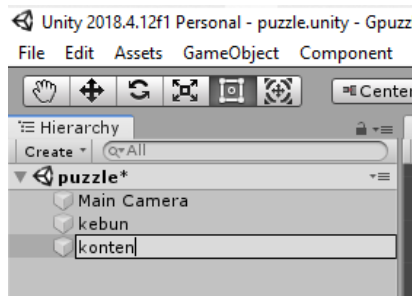 Unity 2018.4.12f1 Personal - puzzle.unity - Gpuzz
File Edit Assets GameObject Component
Center
Hierarchy
Create All
puzzle*
Main Camera
kebun
konten